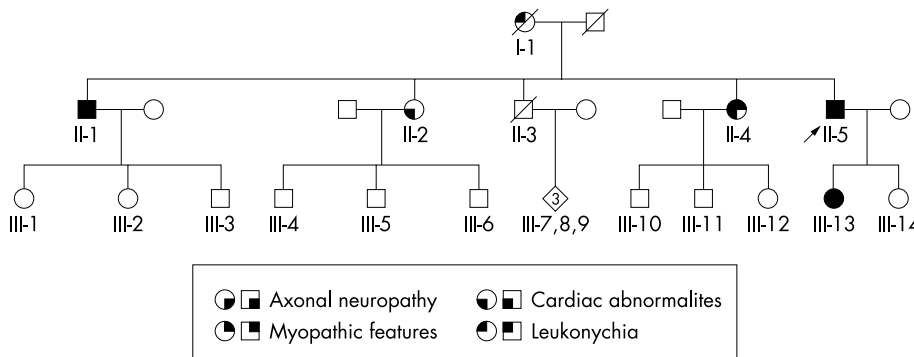 I-1
II-1 II-2 II-3 II-4 II-5
3
III-1 III-2 III-3 III-4 III-5 III-6 III-7,8,9 III-10 III-11 III-12 III-13 III-14
Axonal neuropathy Cardiac abnormalites
Myopathic features Leukonychia